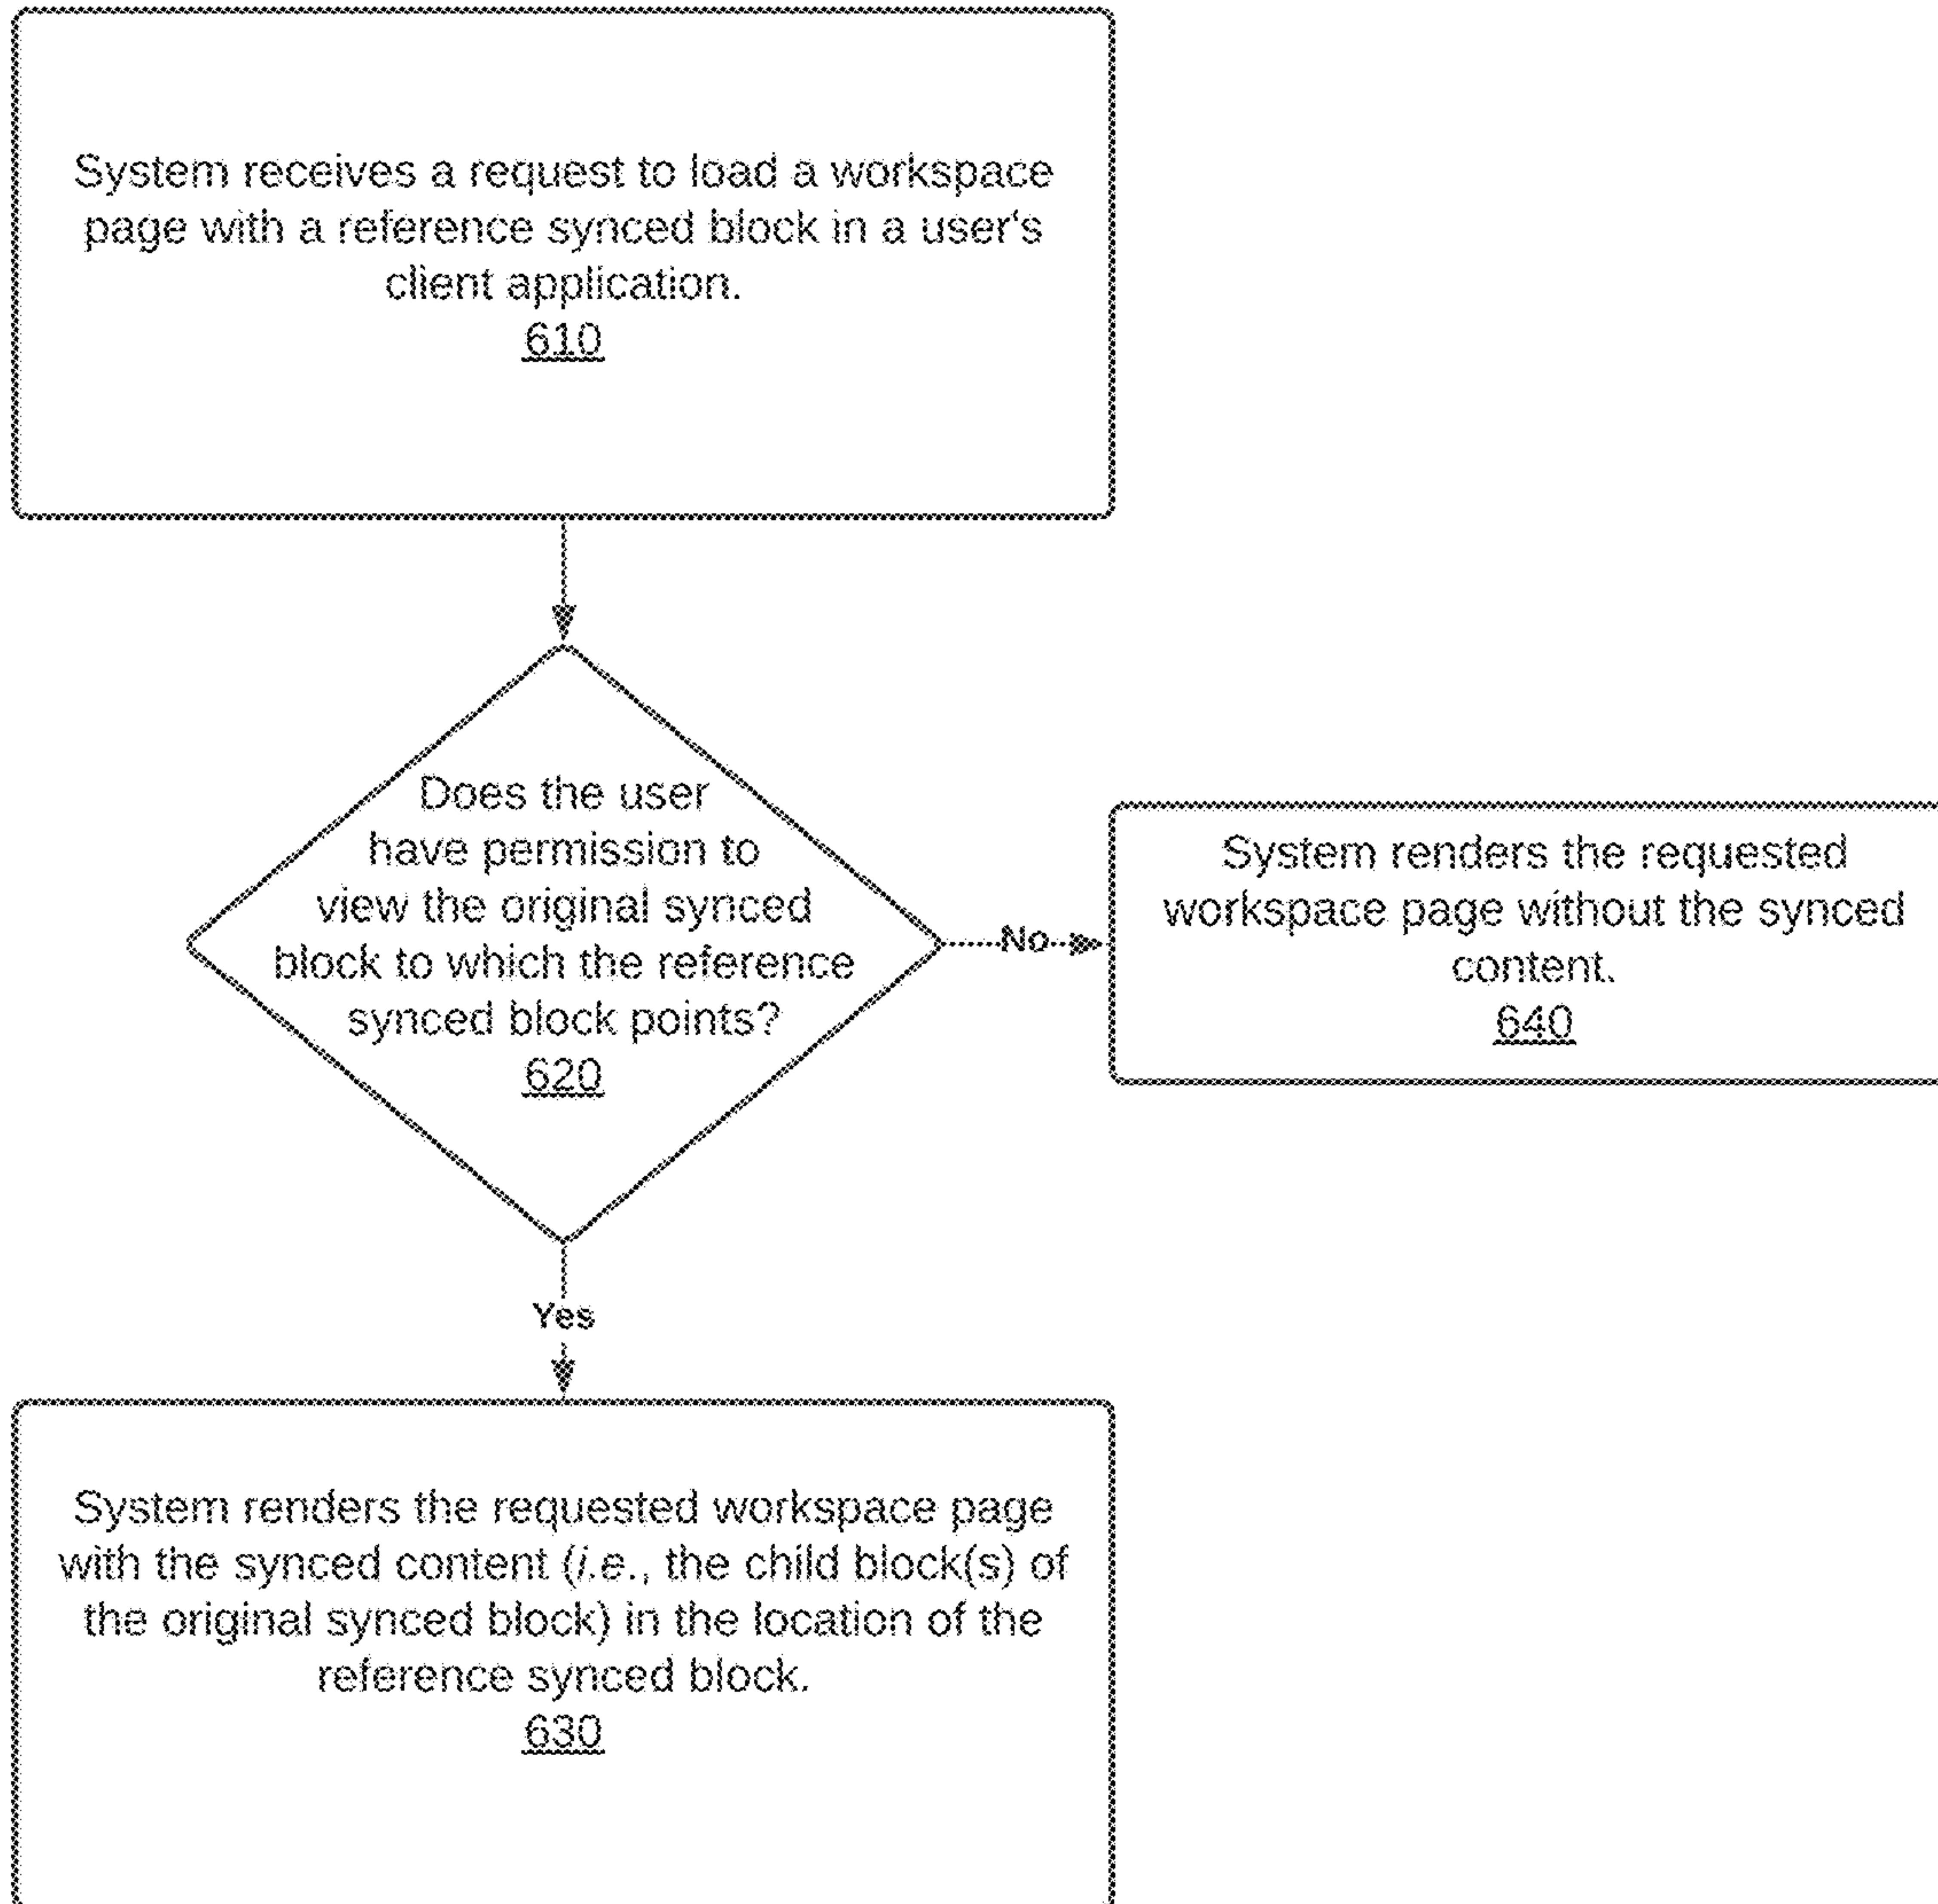 System receives a request to load a workspace
page with a reference synced block in a user‘s
client application.
610
Does the user
have permission to
view the original synced
block to which the reference
synced block points?
620
No
System renders the requested
workspace page without the synced
content.
640
Yes
System renders the requested workspace page
with the synced content (i.e., the child block(s) of
the original synced block) in the location of the
reference synced block.
630